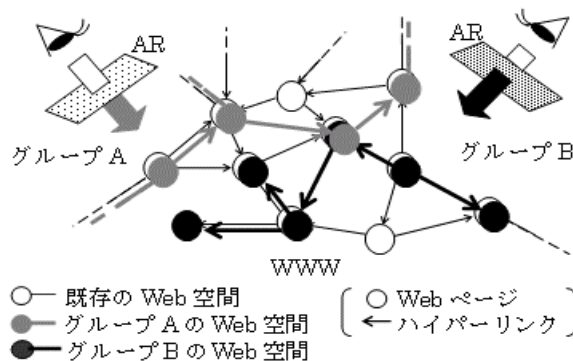 AR
AR
グループA
グループB
WWW
既存の Web 空間
グループAの Web 空間
グループBの Web 空間
Web ページ
ハイパーリンク